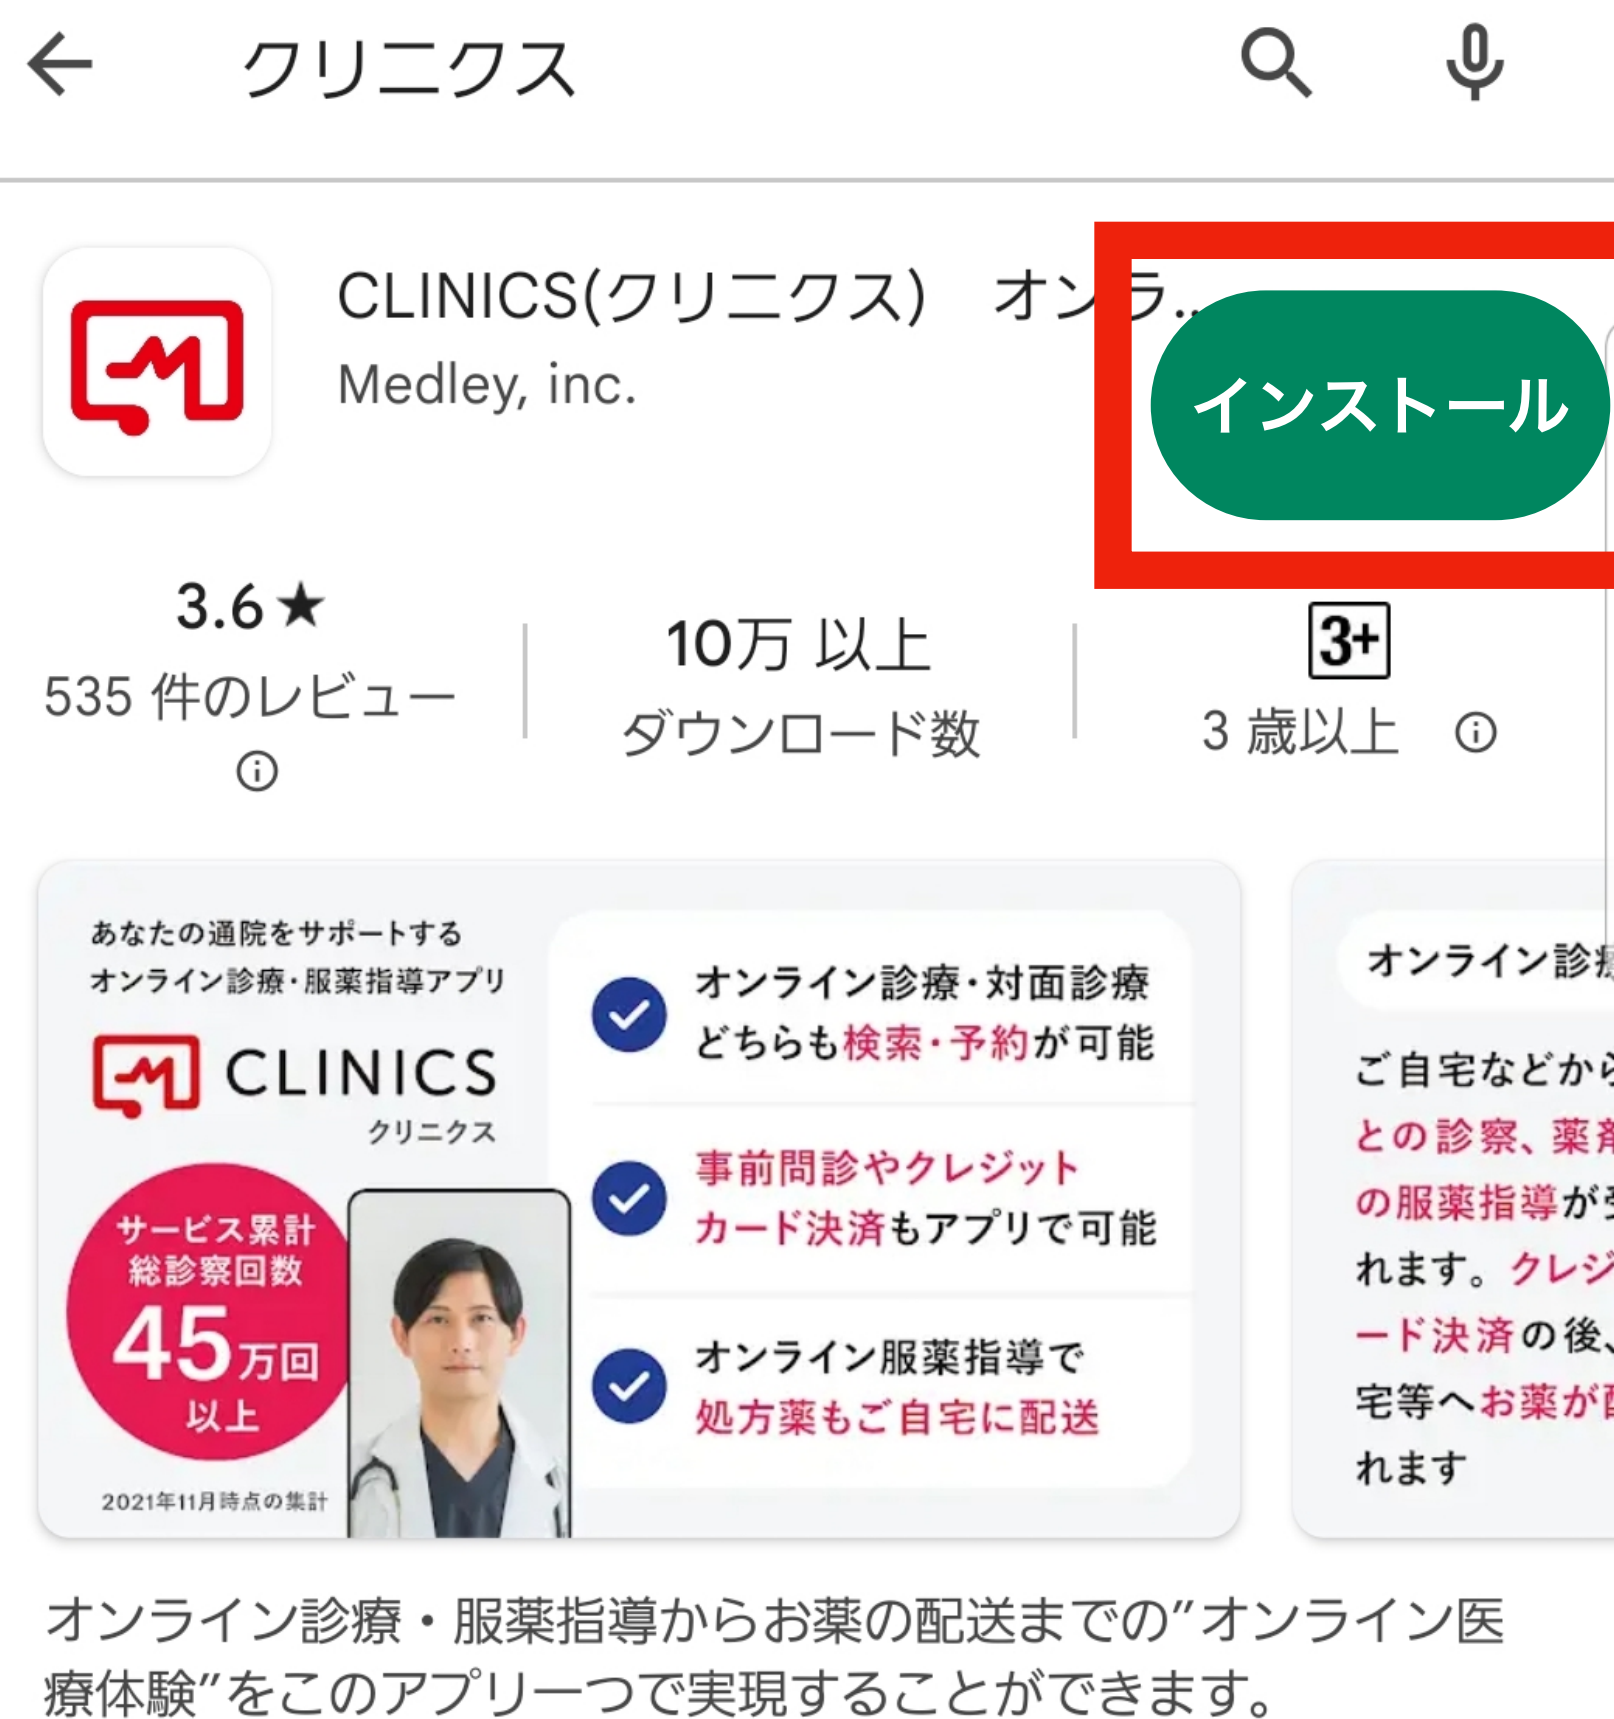 クリニクス
CLINICS(クリニクス) オンラ...
Medley, inc.
インストール
3.6★
535 件のレビュー
10万 以上
ダウンロード数
3+
3 歳以上
あなたの通院をサポートする
オンライン診療・服薬指導アプリ
CLINICS
クリニクス
サービス累計
総診察回数
45万回
以上
2021年11月時点の集計
オンライン診療・対面診療
どちらも検索・予約が可能
事前問診やクレジット
カード決済もアプリで可能
オンライン服薬指導で
処方薬もご自宅に配送
オンライン診療
ご自宅などから
との診察、薬剤
の服薬指導が受
れます。クレジ
ード決済の後、
宅等へお薬が配
れます
オンライン診療・服薬指導からお薬の配送までの"オンライン医
療体験"をこのアプリ一つで実現することができます。